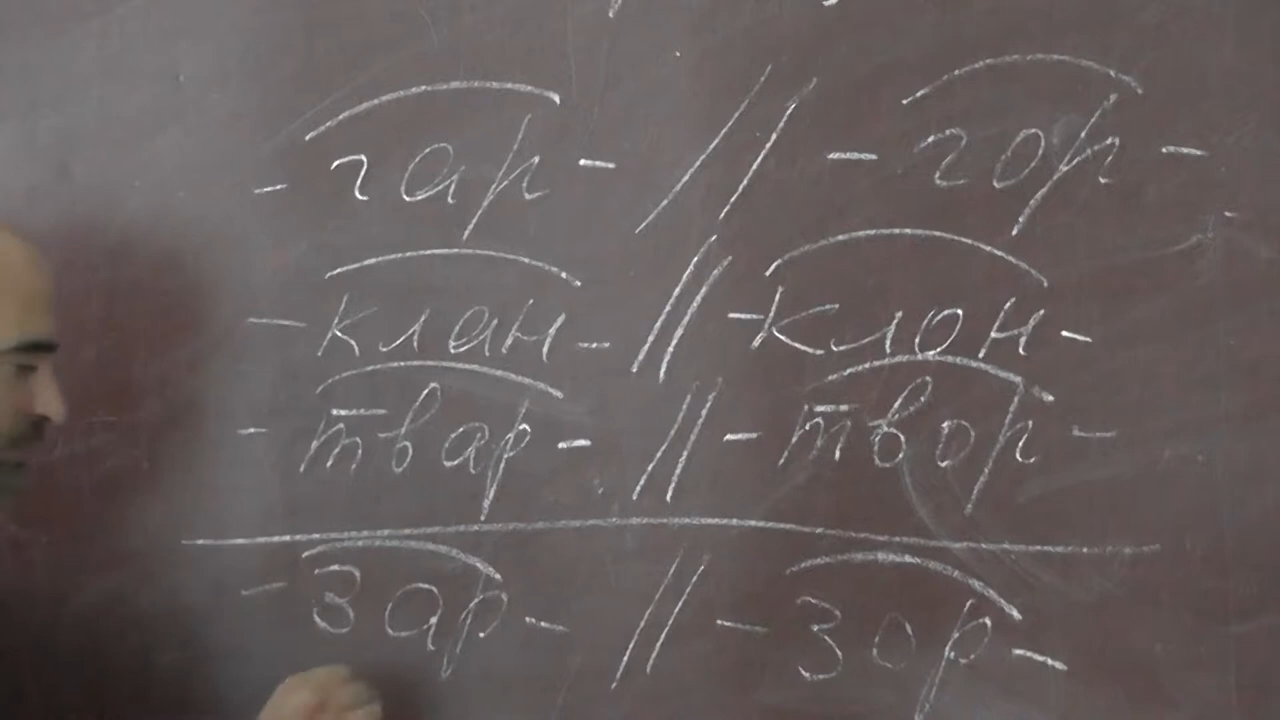 -гар- // -гор-
-клан- // -клон-
-твар- // -твор-
-зар- // -зор-